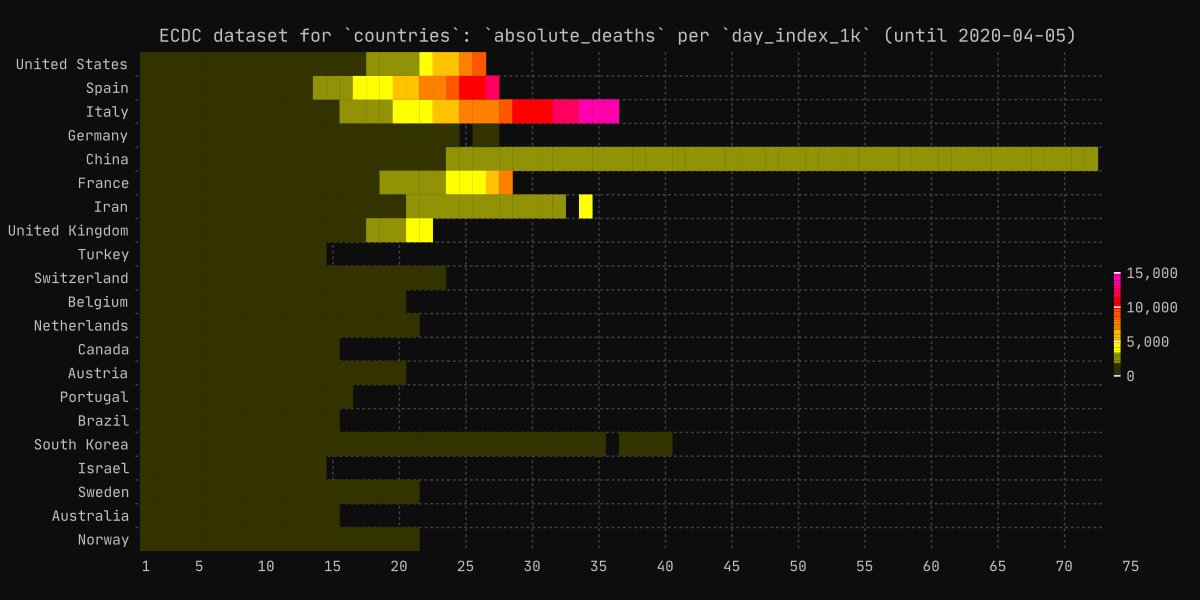 ECDC dataset for `countries`: `absolute_deaths` per `day_index_1k` (until 2020-04-05)
United States
Spain
Italy
Germany
China
France
Iran
United Kingdom
Turkey
Switzerland
Belgium
Netherlands
Canada
Austria
Portugal
Brazil
South Korea
Israel
Sweden
Australia
Norway
1 5 10 15 20 25 30 35 40 45 50 55 60 65 70 75
15,000
10,000
5,000
0